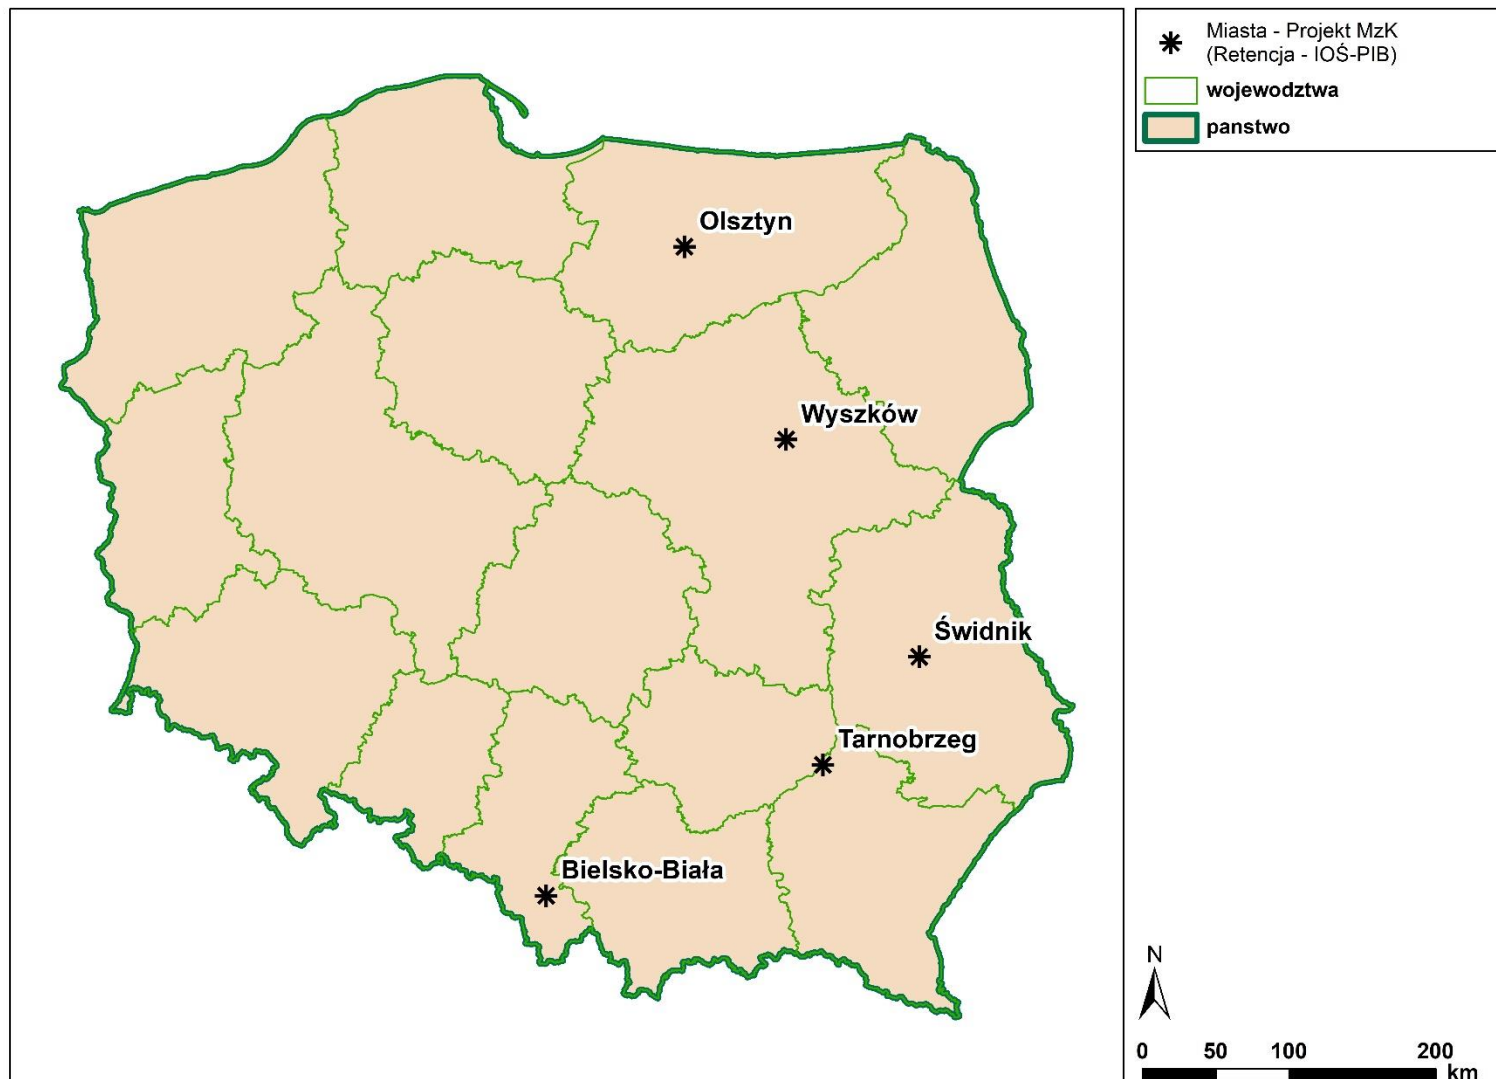 Miasta - Projekt MzK
(Retencja - IOŚ-PIB)
wojewodztwa
panstwo
Olsztyn
Wyszków
Świdnik
Tarnobrzeg
Bielsko-Biała
N
0 50 100 200
km